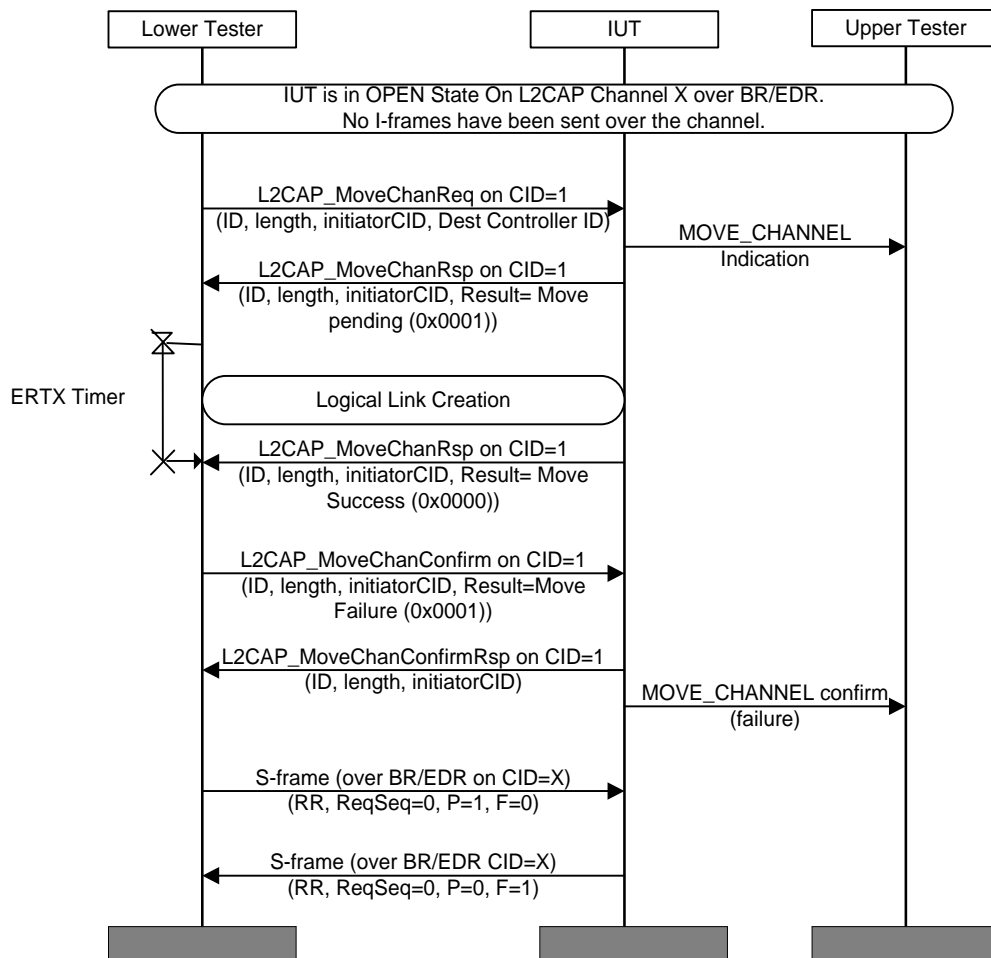 Lower Tester
IUT
Upper Tester
IUT is in OPEN State On L2CAP Channel X over BR/EDR.
No I-frames have been sent over the channel.
L2CAP_MoveChanReq on CID=1
(ID, length, initiatorCID, Dest Controller ID)
MOVE_CHANNEL
Indication
L2CAP_MoveChanRsp on CID=1
(ID, length, initiatorCID, Result= Move
pending (0x0001))
ERTX Timer
Logical Link Creation
L2CAP_MoveChanRsp on CID=1
(ID, length, initiatorCID, Result= Move
Success (0x0000))
L2CAP_MoveChanConfirm on CID=1
(ID, length, initiatorCID, Result=Move
Failure (0x0001))
L2CAP_MoveChanConfirmRsp on CID=1
(ID, length, initiatorCID)
MOVE_CHANNEL confirm
(failure)
S-frame (over BR/EDR on CID=X)
(RR, ReqSeq=0, P=1, F=0)
S-frame (over BR/EDR CID=X)
(RR, ReqSeq=0, P=0, F=1)